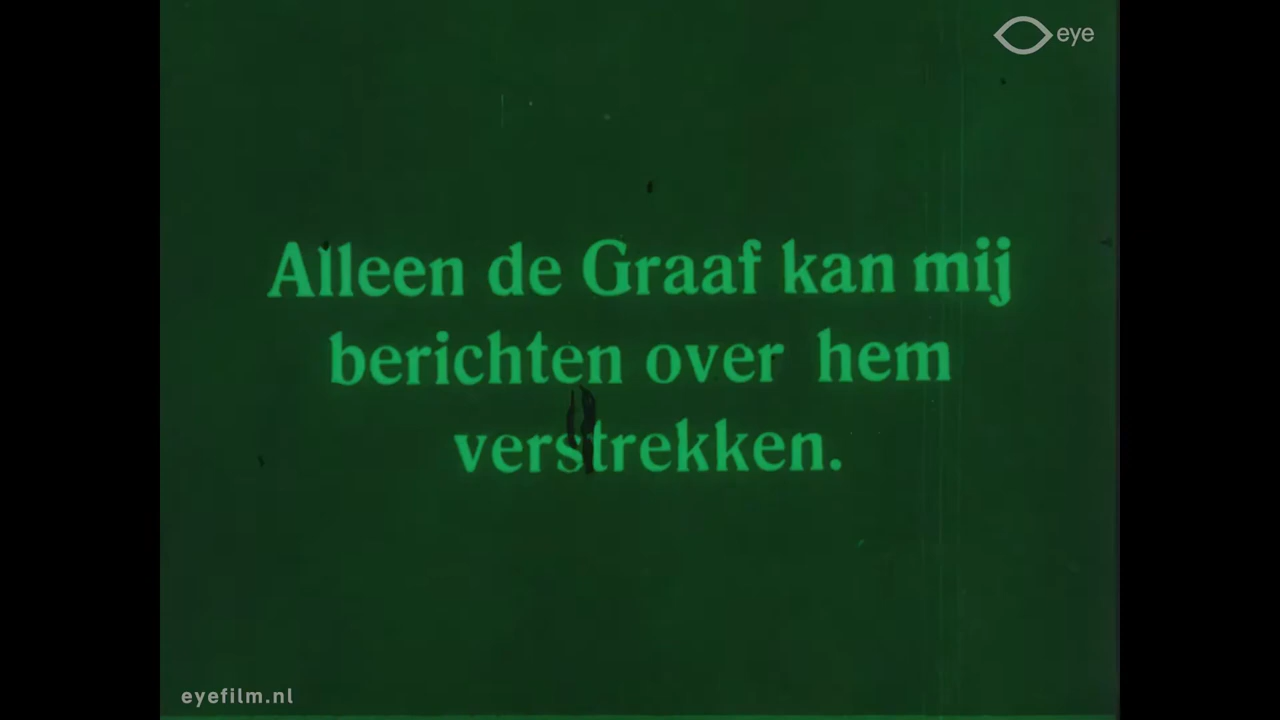 eye
Alleen de Graaf kan mij
berichten over hem
verstrekken.
eyefilm.nl